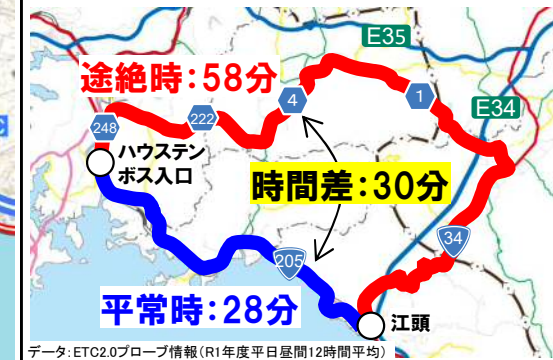 E35
途絶時:58分
4
1
E34
222
248
ハウステン
ボス入口
時間差:30分
34
205
平常時:28分
江頭
データ:ETC2.0プローブ情報(R1年度平日昼間12時間平均)